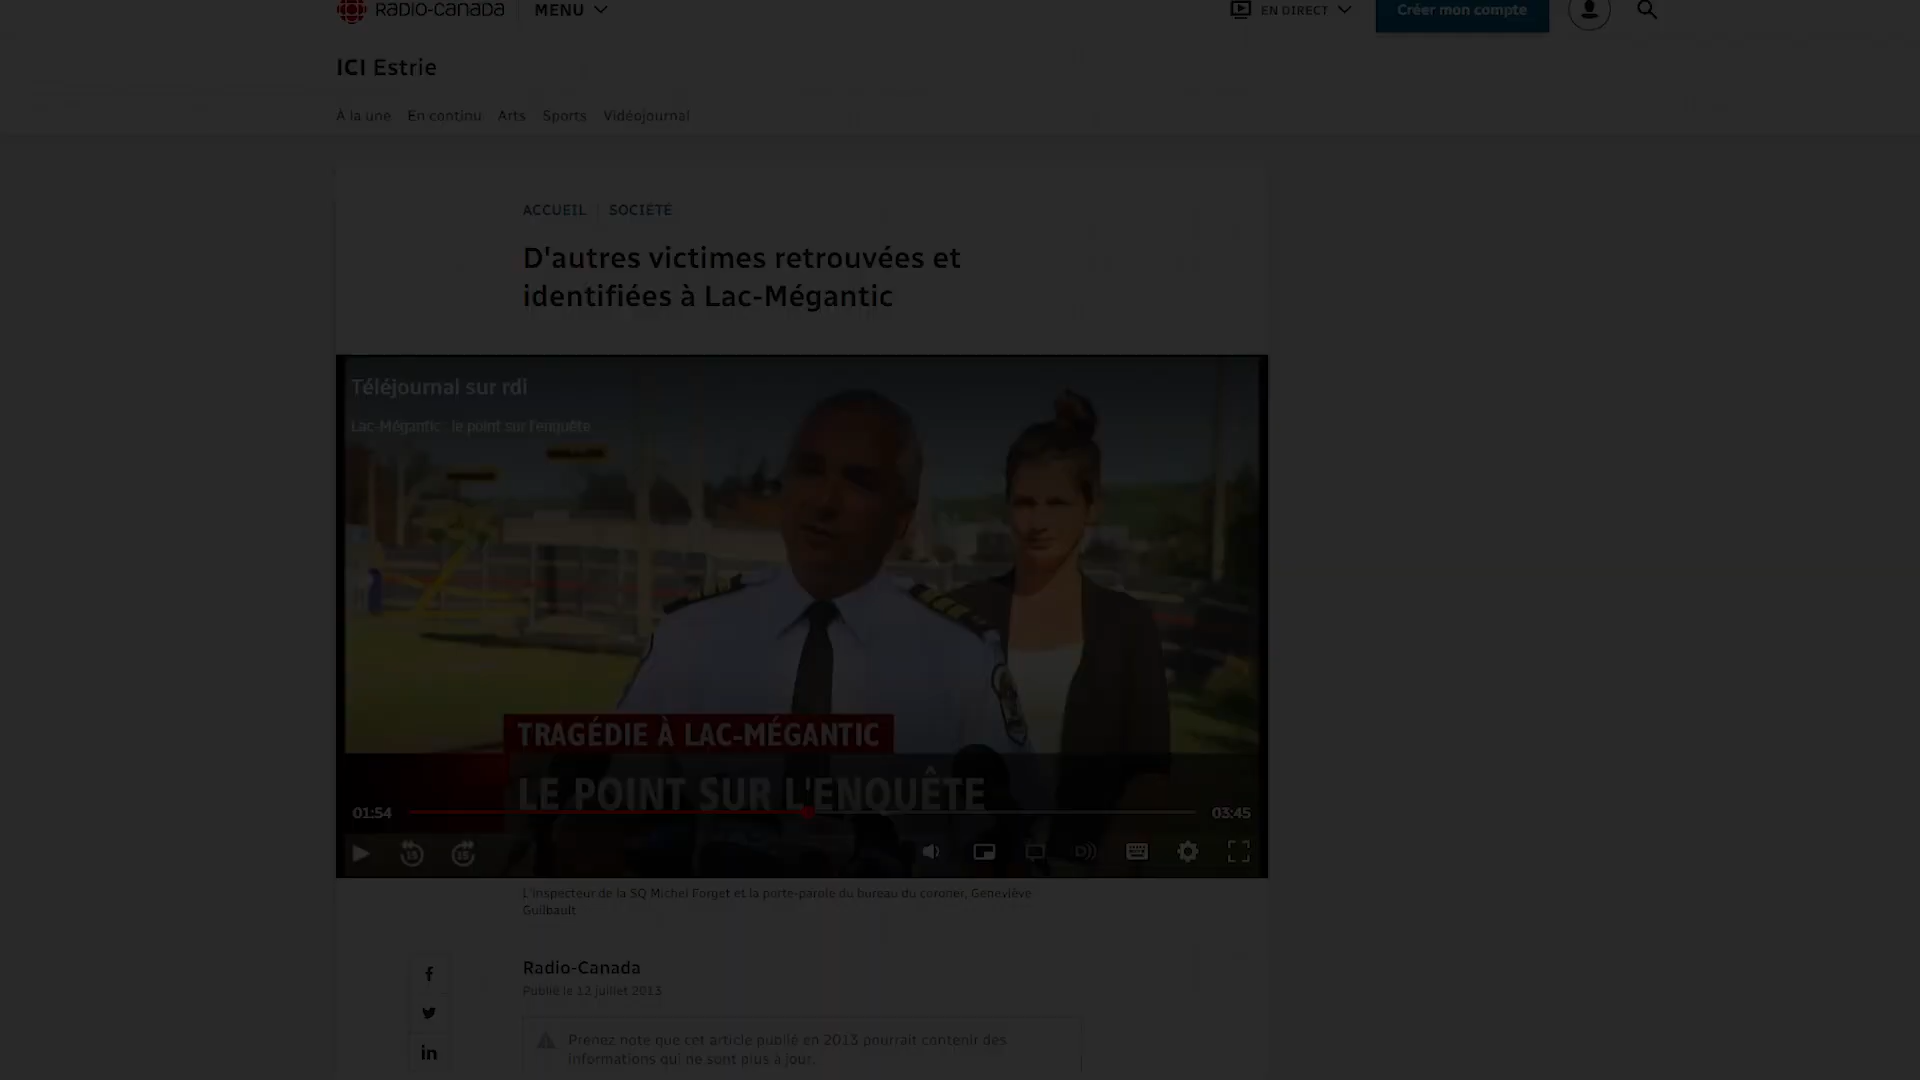 Radio-Canada
MENU
EN DIRECT
Créer mon compte
ICI Estrie
À la une En continu Arts Sports Vidéojournal
ACCUEIL SOCIÉTÉ
D'autres victimes retrouvées et
identifiées à Lac-Mégantic
Téléjournal sur rdi
Lac-Mégantic : le point sur l'enquête
TRAGÉDIE À LAC-MÉGANTIC
LE POINT SUR L'ENQUÊTE
01:54
03:45
15 15
L'inspecteur de la SQ Michel Forget et la porte-parole du bureau du coroner, Geneviève
Guilbault
Radio-Canada
Publié le 12 juillet 2013
Prenez note que cet article publié en 2013 pourrait contenir des
informations qui ne sont plus à jour.